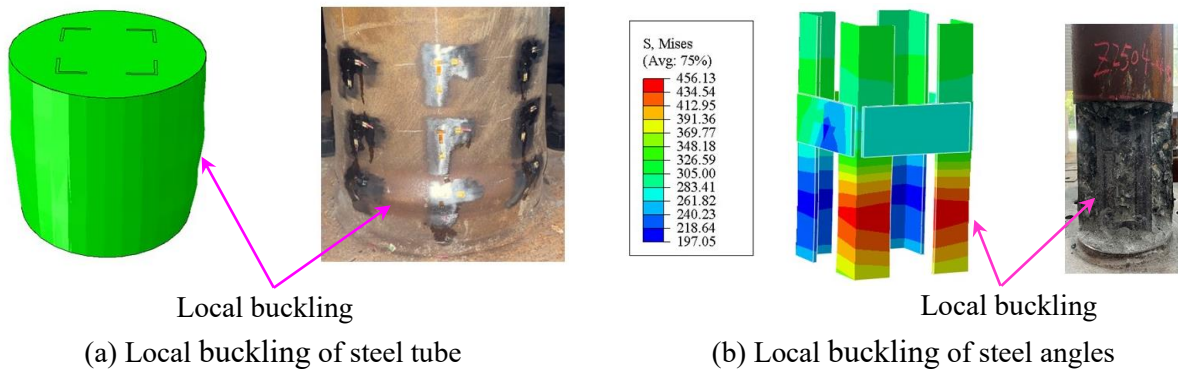 S, Mises
(Avg: 75%)
456.13
434.54
412.95
391.36
369.77
348.18
326.59
305.00
283.41
261.82
240.23
218.64
197.05
Local buckling
Local buckling
(a) Local buckling of steel tube
(b) Local buckling of steel angles